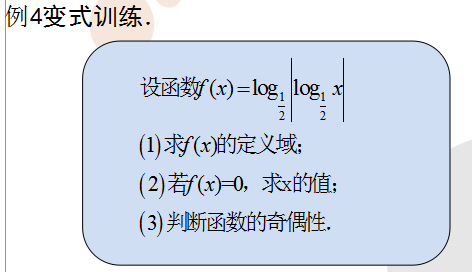 例4变式训练.
设函数f(x)=log_{1/2}|log_{1/2} x|
(1)求f(x)的定义域;
(2)若f(x)=0，求x的值;
(3)判断函数的奇偶性.